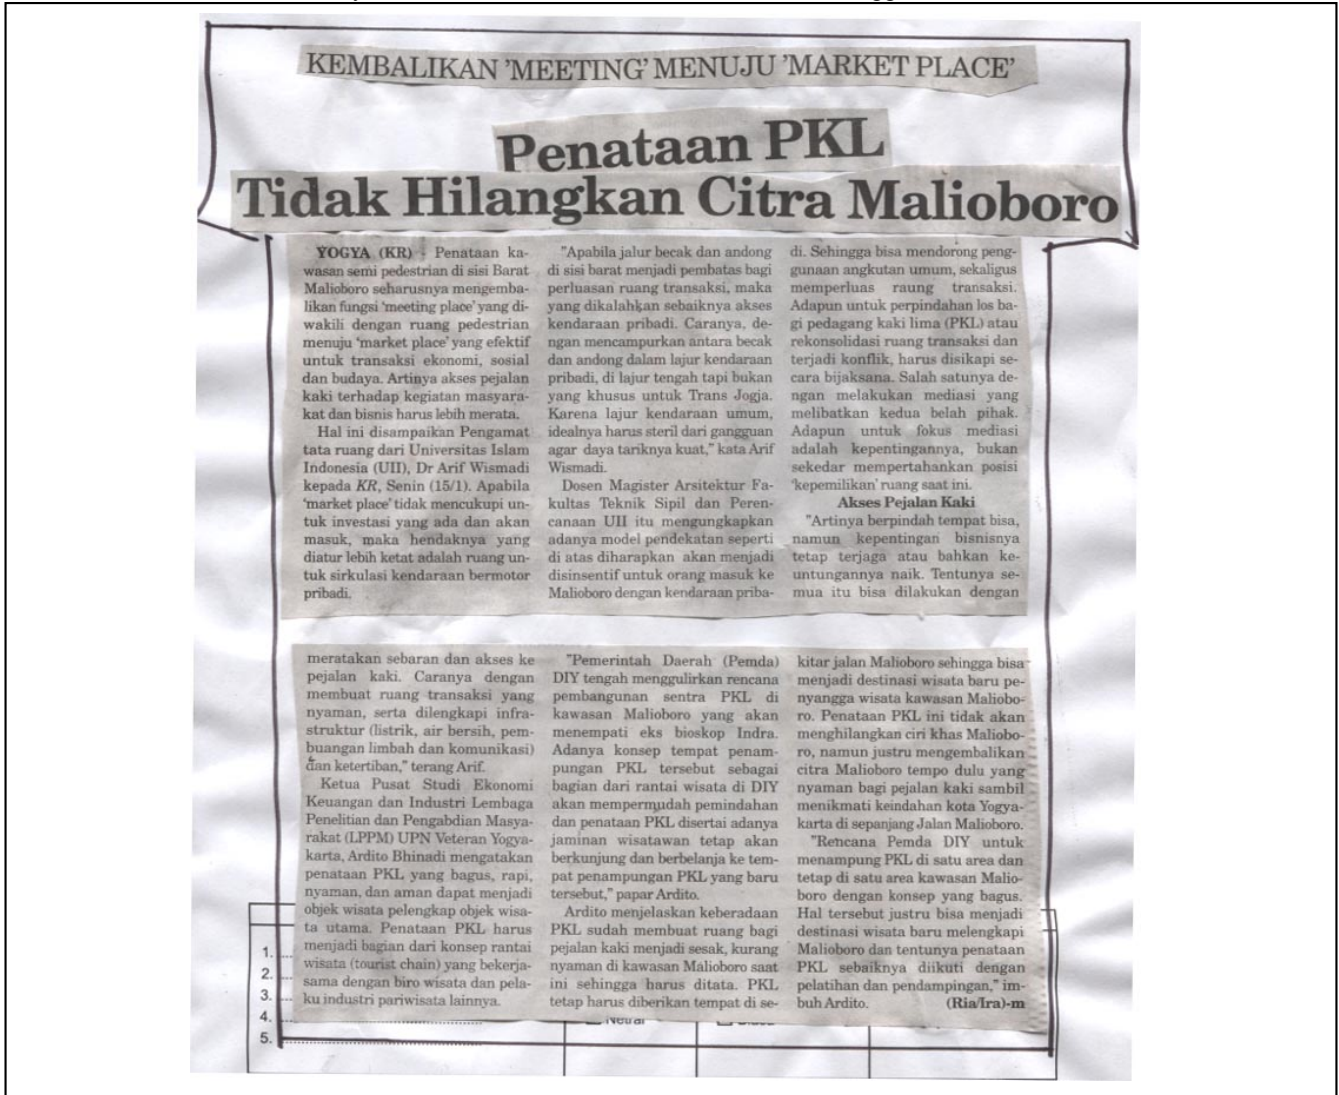 KEMBALIKAN 'MEETING' MENUJU 'MARKET PLACE'
Penataan PKL
Tidak Hilangkan Citra Malioboro
YOGYA (KR) - Penataan ka-
wasan semi pedestrian di sisi Barat
Malioboro seharusnya mengemba-
likan fungsi 'meeting place' yang di-
wakili dengan ruang pedestrian
menuju 'market place' yang efektif
untuk transaksi ekonomi, sosial
dan budaya. Artinya akses pejalan
kaki terhadap kegiatan masyara-
kat dan bisnis harus lebih merata.
Hal ini disampaikan Pengamat
tata ruang dari Universitas Islam
Indonesia (UII), Dr Arif Wismadi
kepada KR, Senin (15/1). Apabila
'market place' tidak mencukupi un-
tuk investasi yang ada dan akan
masuk, maka hendaknya yang
diatur lebih ketat adalah ruang un-
tuk sirkulasi kendaraan bermotor
pribadi.
"Apabila jalur becak dan andong
di sisi barat menjadi pembatas bagi
perluasan ruang transaksi, maka
yang dikalahkan sebaiknya akses
kendaraan pribadi. Caranya, de-
ngan mencampurkan antara becak
dan andong dalam lajur kendaraan
pribadi, di lajur tengah tapi bukan
yang khusus untuk Trans Jogja.
Karena lajur kendaraan umum,
idealnya harus steril dari gangguan
agar daya tariknya kuat," kata Arif
Wismadi.
Dosen Magister Arsitektur Fa-
kultas Teknik Sipil dan Peren-
canaan UII itu mengungkapkan
adanya model pendekatan seperti
di atas diharapkan akan menjadi
disinsentif untuk orang masuk ke
Malioboro dengan kendaraan priba-
di. Sehingga bisa mendorong peng-
gunaan angkutan umum, sekaligus
memperluas raung transaksi.
Adapun untuk perpindahan los ba-
gi pedagang kaki lima (PKL) atau
rekonsolidasi ruang transaksi dan
terjadi konflik, harus disikapi se-
cara bijaksana. Salah satunya de-
ngan melakukan mediasi yang
melibatkan kedua belah pihak.
Adapun untuk fokus mediasi
adalah kepentingannya, bukan
sekedar mempertahankan posisi
'kepemilikan' ruang saat ini.
Akses Pejalan Kaki
"Artinya berpindah tempat bisa,
namun kepentingan bisnisnya
tetap terjaga atau bahkan ke-
untungannya naik. Tentunya se-
mua itu bisa dilakukan dengan
meratakan sebaran dan akses ke
pejalan kaki. Caranya dengan
membuat ruang transaksi yang
nyaman, serta dilengkapi infra-
struktur (listrik, air bersih, pem-
buangan limbah dan komunikasi)
dan ketertiban," terang Arif.
Ketua Pusat Studi Ekonomi
Keuangan dan Industri Lembaga
Penelitian dan Pengabdian Masya-
rakat (LPPM) UPN Veteran Yogya-
karta, Ardito Bhinadi mengatakan
penataan PKL yang bagus, rapi,
nyaman, dan aman dapat menjadi
objek wisata pelengkap objek wisa-
ta utama. Penataan PKL harus
menjadi bagian dari konsep rantai
wisata (tourist chain) yang bekerja-
sama dengan biro wisata dan pela-
ku industri pariwisata lainnya.
"Pemerintah Daerah (Pemda)
DIY tengah menggulirkan rencana
pembangunan sentra PKL di
kawasan Malioboro yang akan
menempati eks bioskop Indra.
Adanya konsep tempat penam-
pungan PKL tersebut sebagai
bagian dari rantai wisata di DIY
akan mempermudah pemindahan
dan penataan PKL disertai adanya
jaminan wisatawan tetap akan
berkunjung dan berbelanja ke tem-
pat penampungan PKL yang baru
tersebut," papar Ardito.
Ardito menjelaskan keberadaan
PKL sudah membuat ruang bagi
pejalan kaki menjadi sesak, kurang
nyaman di kawasan Malioboro saat
ini sehingga harus ditata. PKL
tetap harus diberikan tempat di se-
kitar jalan Malioboro sehingga bisa
menjadi destinasi wisata baru pe-
nyangga wisata kawasan Maliobo-
ro. Penataan PKL ini tidak akan
menghilangkan ciri khas Maliobo-
ro, namun justru mengembalikan
citra Malioboro tempo dulu yang
nyaman bagi pejalan kaki sambil
menikmati keindahan kota Yogya-
karta di sepanjang Jalan Malioboro.
"Rencana Pemda DIY untuk
menampung PKL di satu area dan
tetap di satu area kawasan Malio-
boro dengan konsep yang bagus.
Hal tersebut justru bisa menjadi
destinasi wisata baru melengkapi
Malioboro dan tentunya penataan
PKL sebaiknya diikuti dengan
pelatihan dan pendampingan," im-
buh Ardito. (Ria/Ira)-m
1.
2.
3.
4.
5.